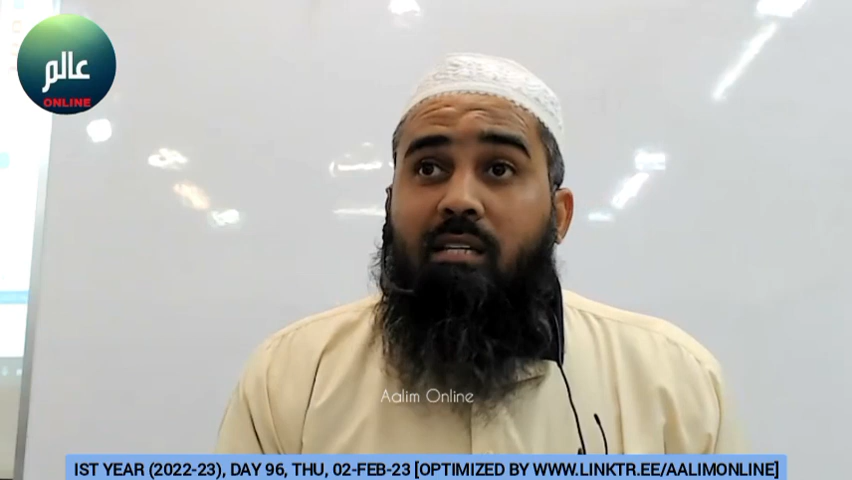 عالم
ONLINE
Aalim Online
IST YEAR (2022-23), DAY 96, THU, 02-FEB-23 [OPTIMIZED BY WWW.LINKTR.EE/AALIMONLINE]